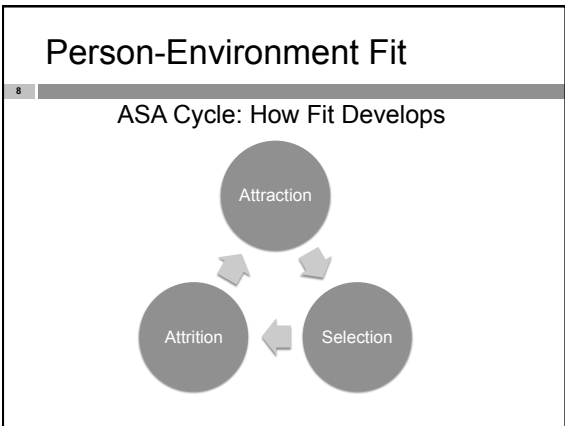 Person-Environment Fit
8
ASA Cycle: How Fit Develops
Attraction
Attrition
Selection